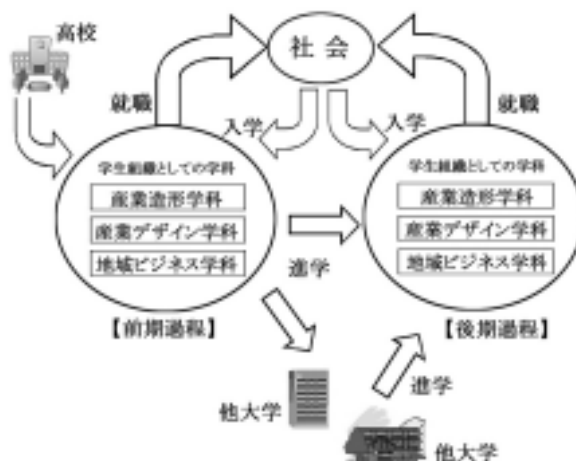 高校
社会
就職
就職
入学
入学
学生組織としての学科
産業造形学科
産業デザイン学科
地域ビジネス学科
【前期過程】
進学
学生組織としての学科
産業造形学科
産業デザイン学科
地域ビジネス学科
【後期過程】
他大学
進学
他大学